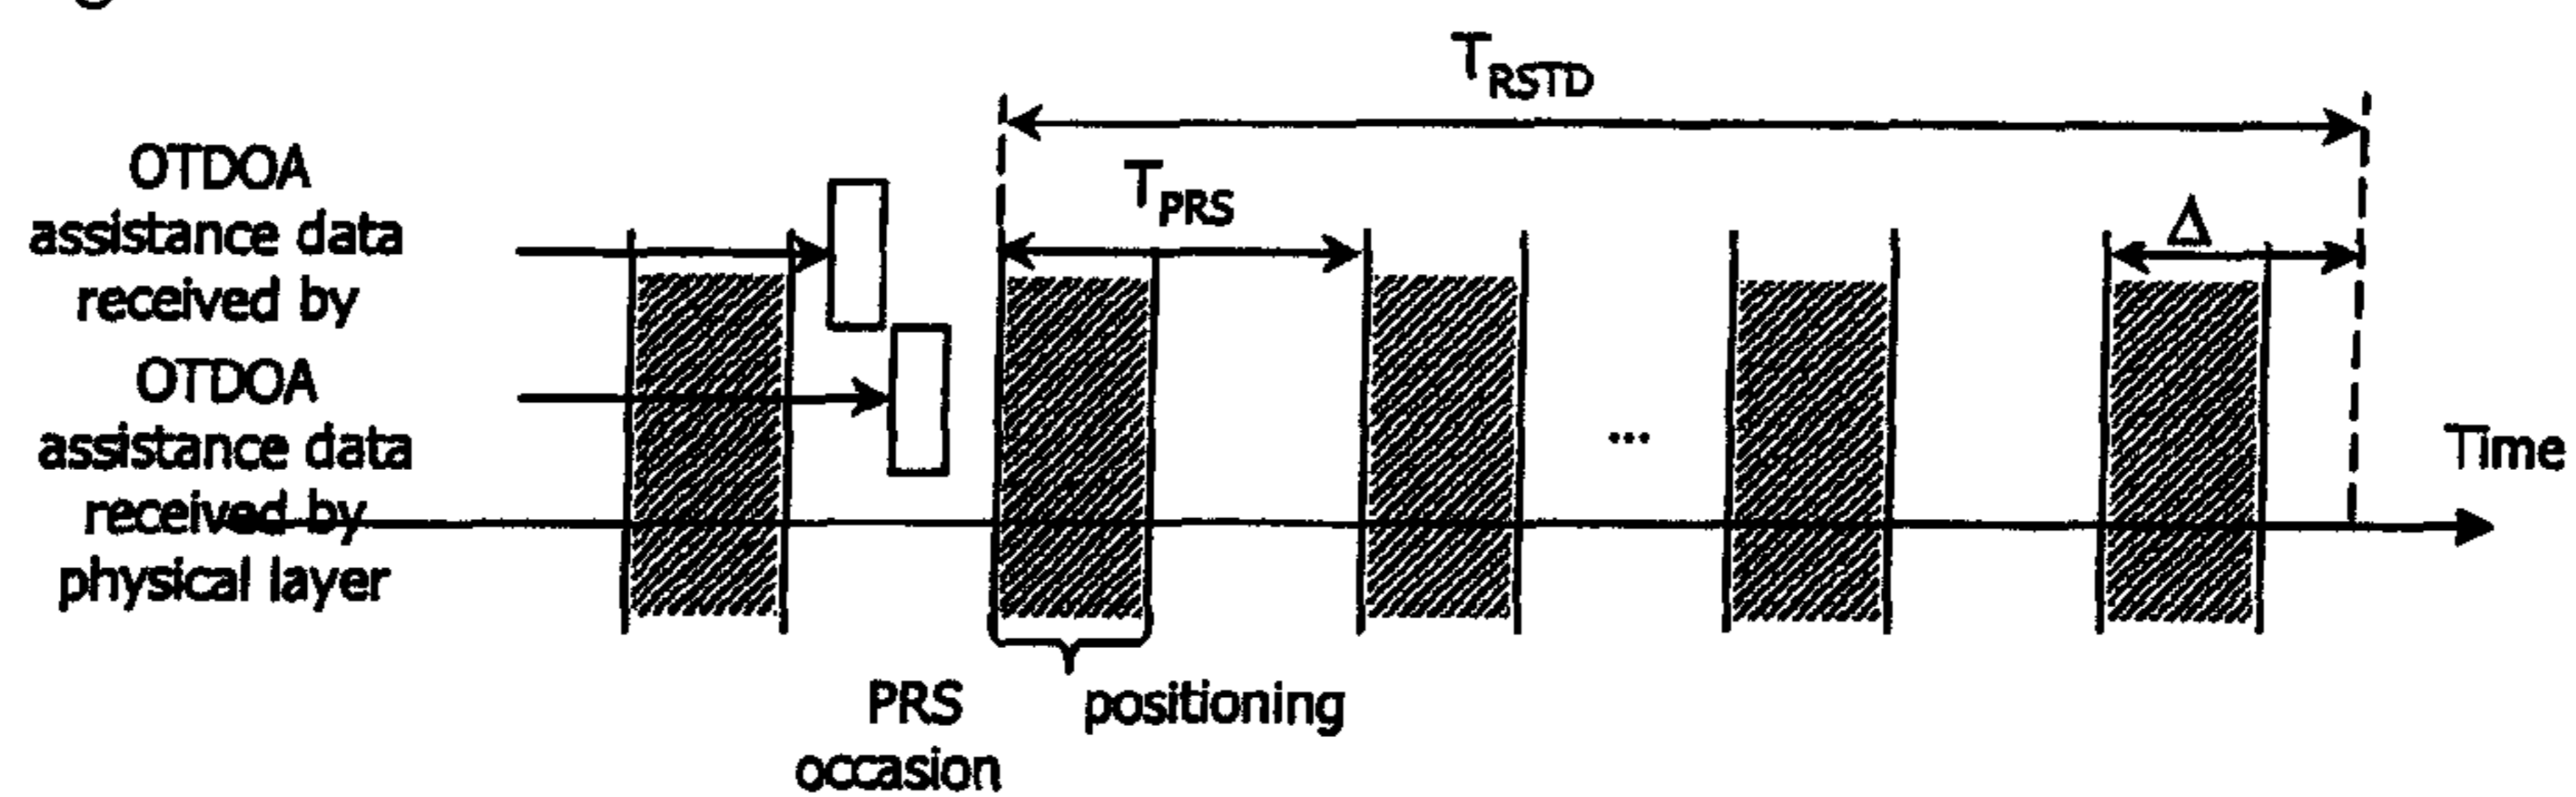 T_RSTD
OTDOA
assistance data
received by
T_PRS
Δ
OTDOA
assistance data
received by
physical layer
...
Time
PRS positioning
occasion